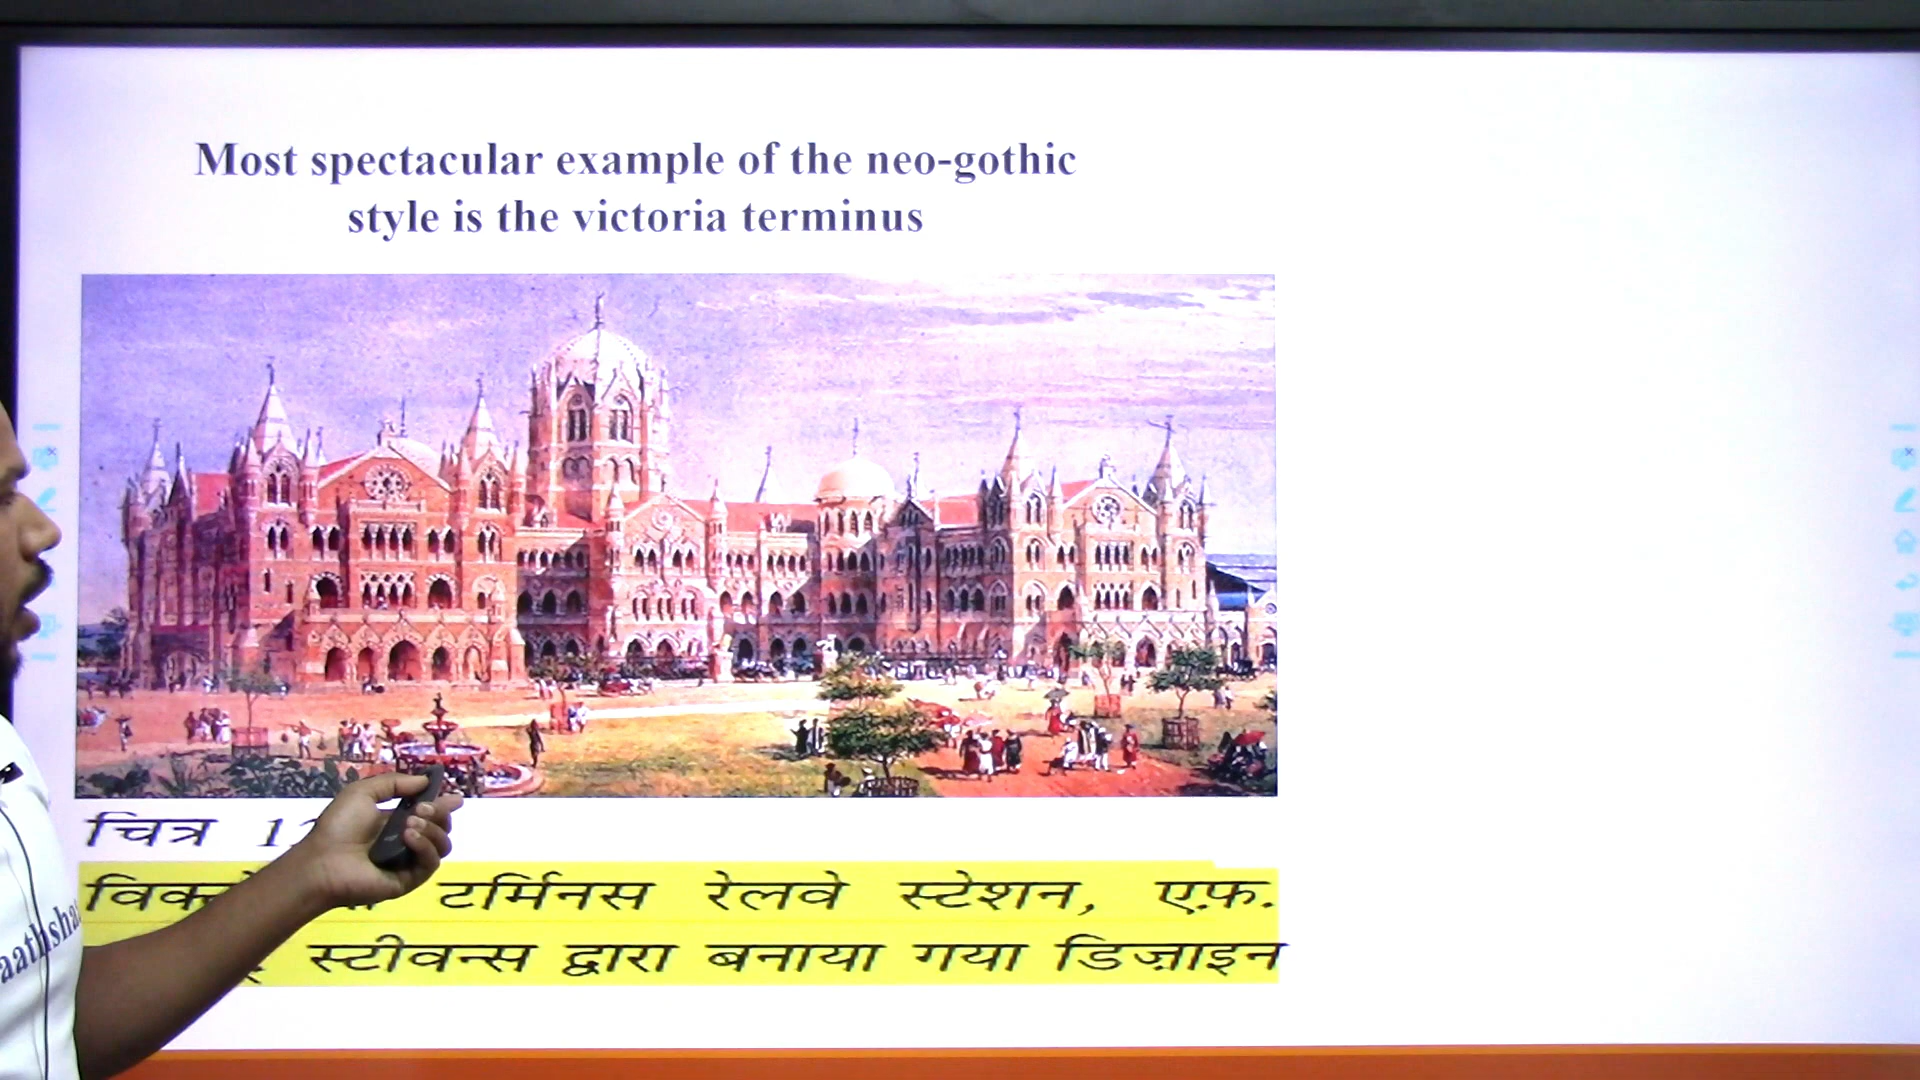 Most spectacular example of the neo-gothic
style is the victoria terminus
चित्र
टर्मिनस रेलवे स्टेशन, एफ़.
स्टीवन्स द्वारा बनाया गया डिज़ाइन
aathsha